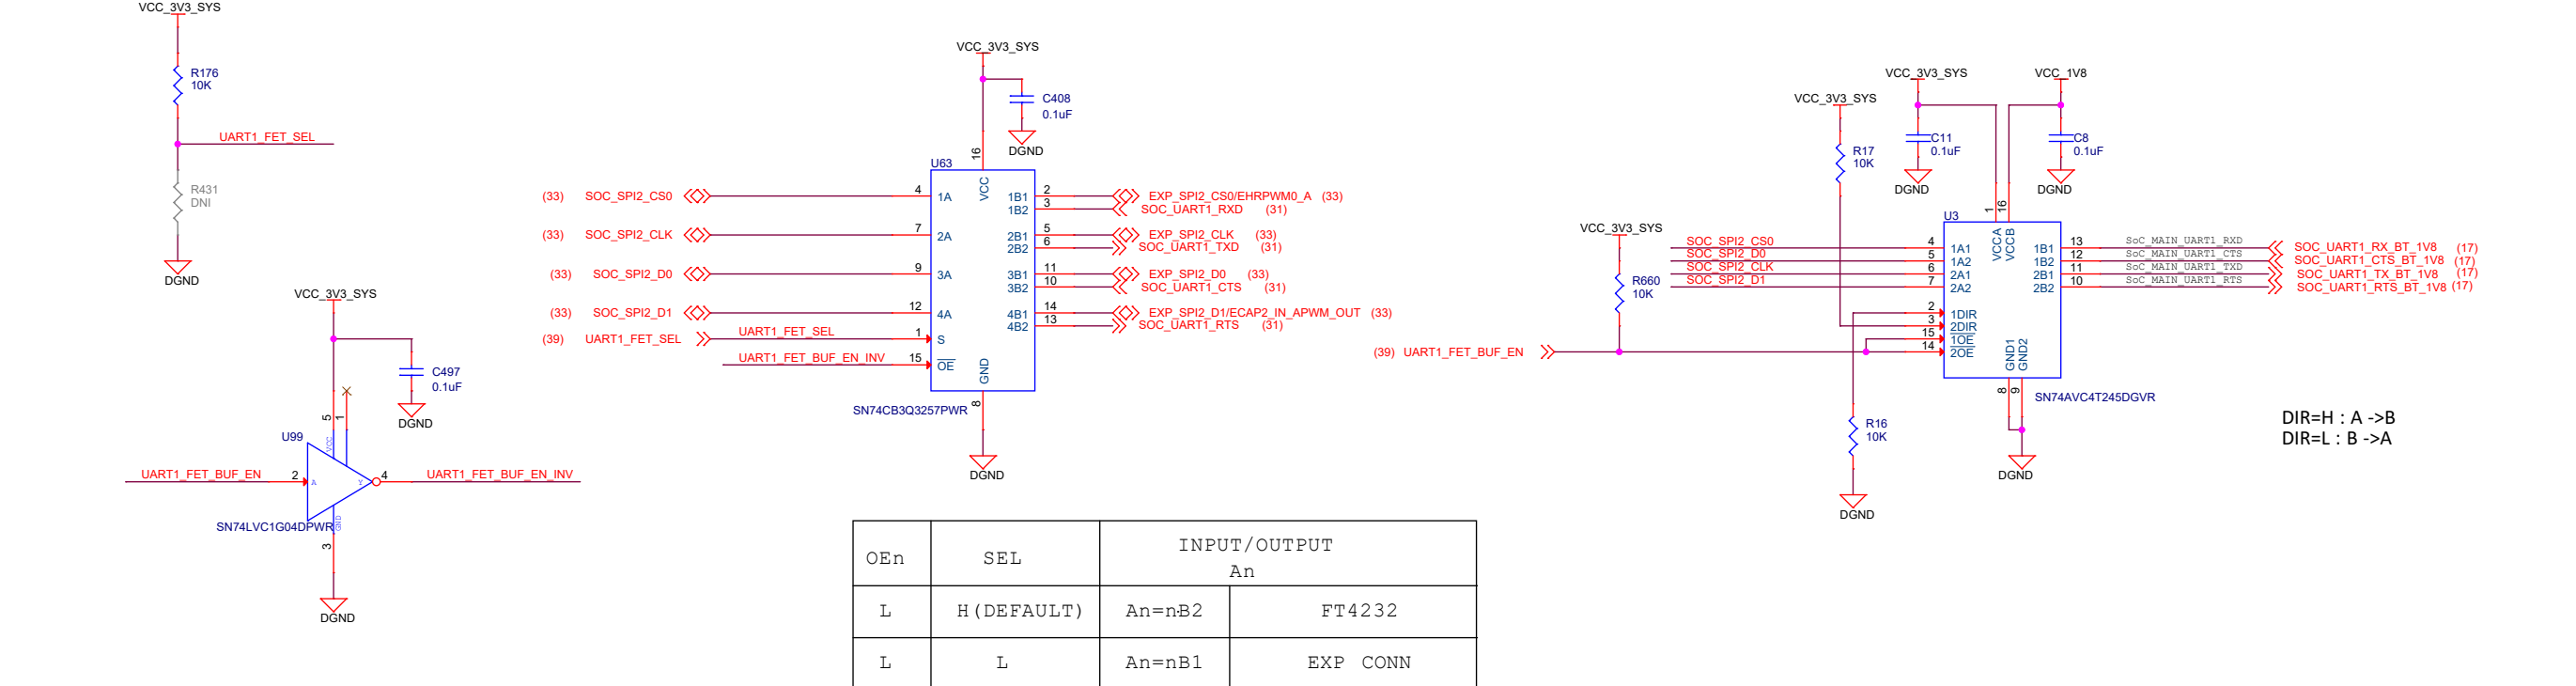 VCC_3V3_SYS
R176
10K
UART1_FET_SEL
R431
DNI
DGND
VCC_3V3_SYS
C497
0.1uF
DGND
5
1
U99
VCC
UART1_FET_BUF_EN
2
A
Y
4
UART1_FET_BUF_EN_INV
SN74LVC1G04DPWR
GND
3
DGND
VCC_3V3_SYS
C408
0.1uF
DGND
16
U63
VCC
(33) SOC_SPI2_CS0
4
1A
1B1
2
EXP_SPI2_CS0/EHRPWM0_A (33)
1B2
3
SOC_UART1_RXD (31)
(33) SOC_SPI2_CLK
7
2A
2B1
5
EXP_SPI2_CLK (33)
2B2
6
SOC_UART1_TXD (31)
(33) SOC_SPI2_D0
9
3A
3B1
11
EXP_SPI2_D0 (33)
3B2
10
SOC_UART1_CTS (31)
(33) SOC_SPI2_D1
12
4A
4B1
14
EXP_SPI2_D1/ECAP2_IN_APWM_OUT (33)
4B2
13
SOC_UART1_RTS (31)
(39) UART1_FET_SEL
UART1_FET_SEL
1
S
UART1_FET_BUF_EN_INV
15
OE
GND
8
SN74CB3Q3257PWR
DGND
VCC_3V3_SYS
VCC_1V8
VCC_3V3_SYS
C11
0.1uF
C8
0.1uF
R17
10K
DGND
DGND
1
16
U3
VCCA
VCCB
VCC_3V3_SYS
R660
10K
SOC_SPI2_CS0
4
1A1
1B1
13
SoC_MAIN_UART1_RXD
SOC_UART1_RX_BT_1V8 (17)
SOC_SPI2_D0
5
1A2
1B2
12
SoC_MAIN_UART1_CTS
SOC_UART1_CTS_BT_1V8 (17)
SOC_SPI2_CLK
6
2A1
2B1
11
SoC_MAIN_UART1_TXD
SOC_UART1_TX_BT_1V8 (17)
SOC_SPI2_D1
7
2A2
2B2
10
SoC_MAIN_UART1_RTS
SOC_UART1_RTS_BT_1V8 (17)
2
1DIR
3
2DIR
15
1OE
14
2OE
(39) UART1_FET_BUF_EN
GND1
GND2
8
9
SN74AVC4T245DGVR
R16
10K
DGND
DGND
DIR=H : A ->B
DIR=L : B ->A
OEn SEL INPUT/OUTPUT
An
L H(DEFAULT) An=nB2 FT4232
L L An=nB1 EXP CONN